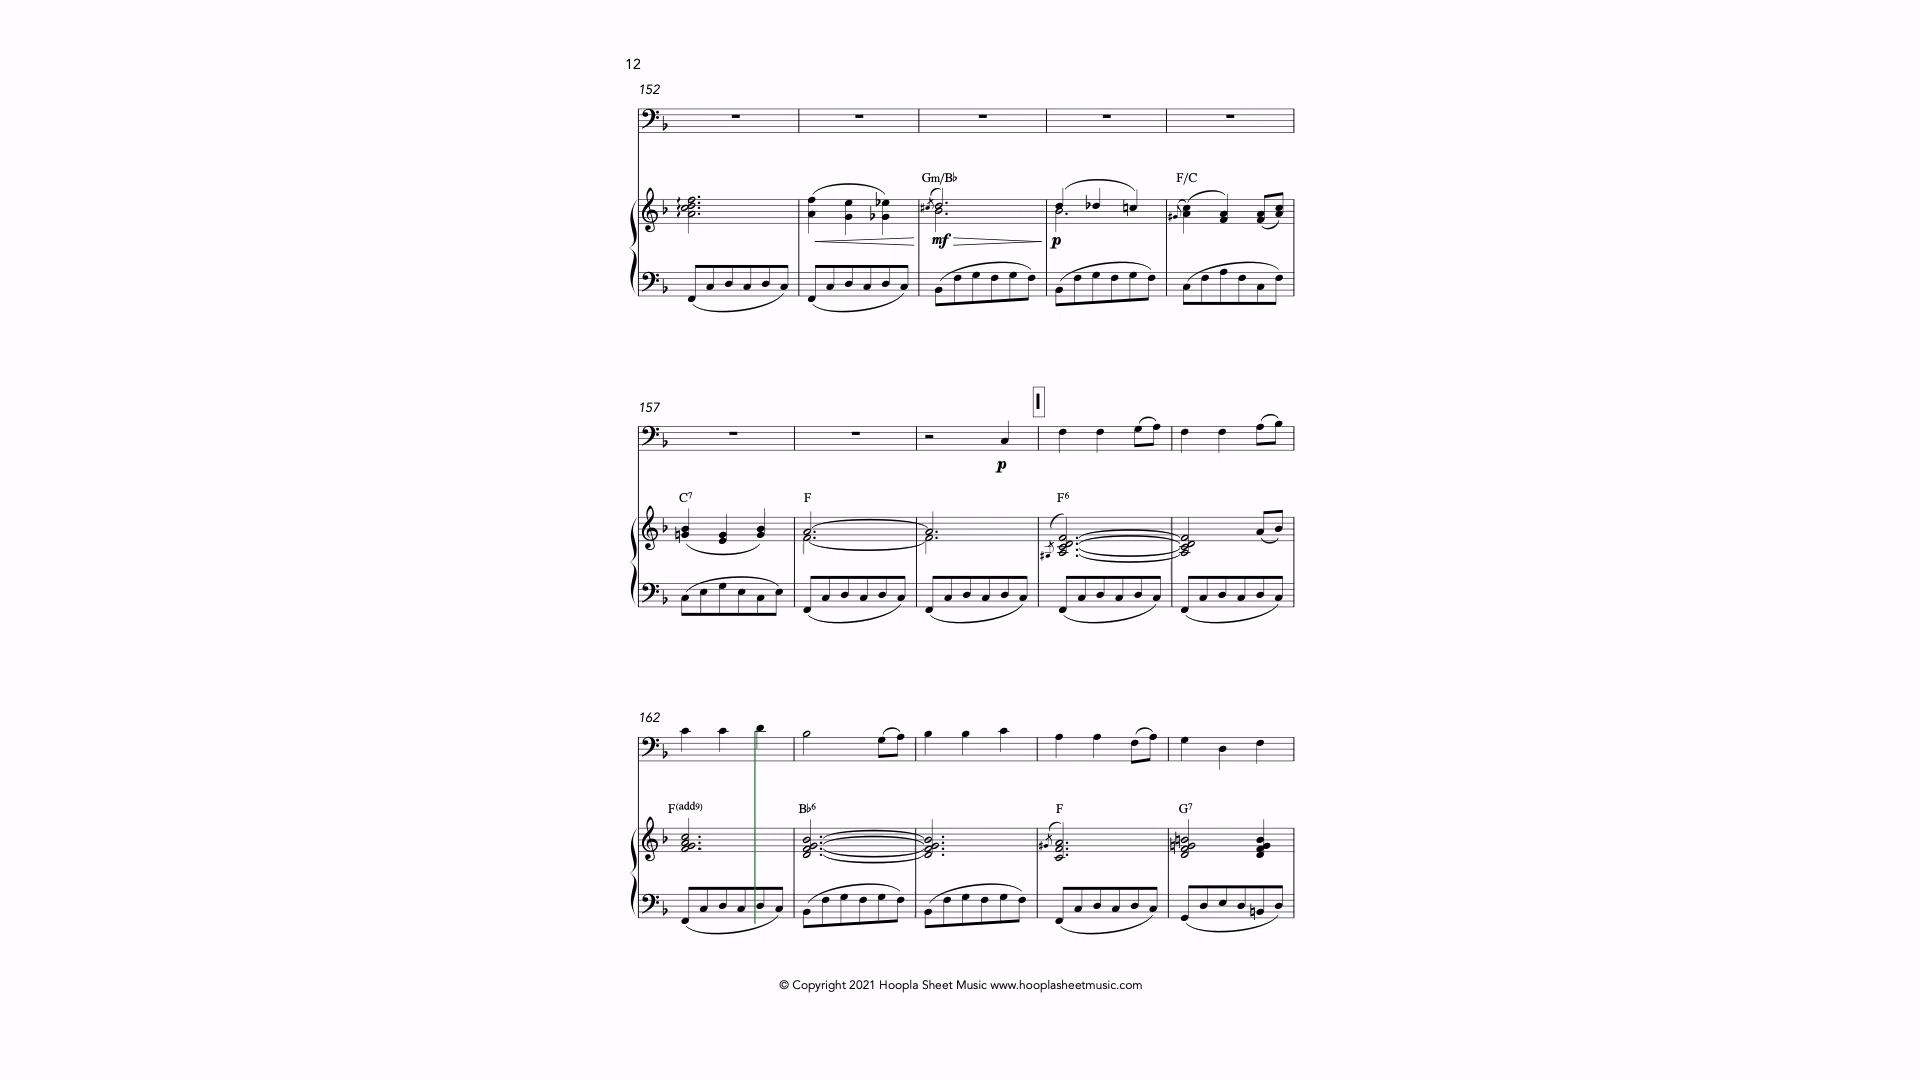 12
152
Gm/B♭ F/C
mf p
157
I
p
C7 F F6
162
F(add9) B♭6 F G7
© Copyright 2021 Hoopla Sheet Music www.hooplasheetmusic.com